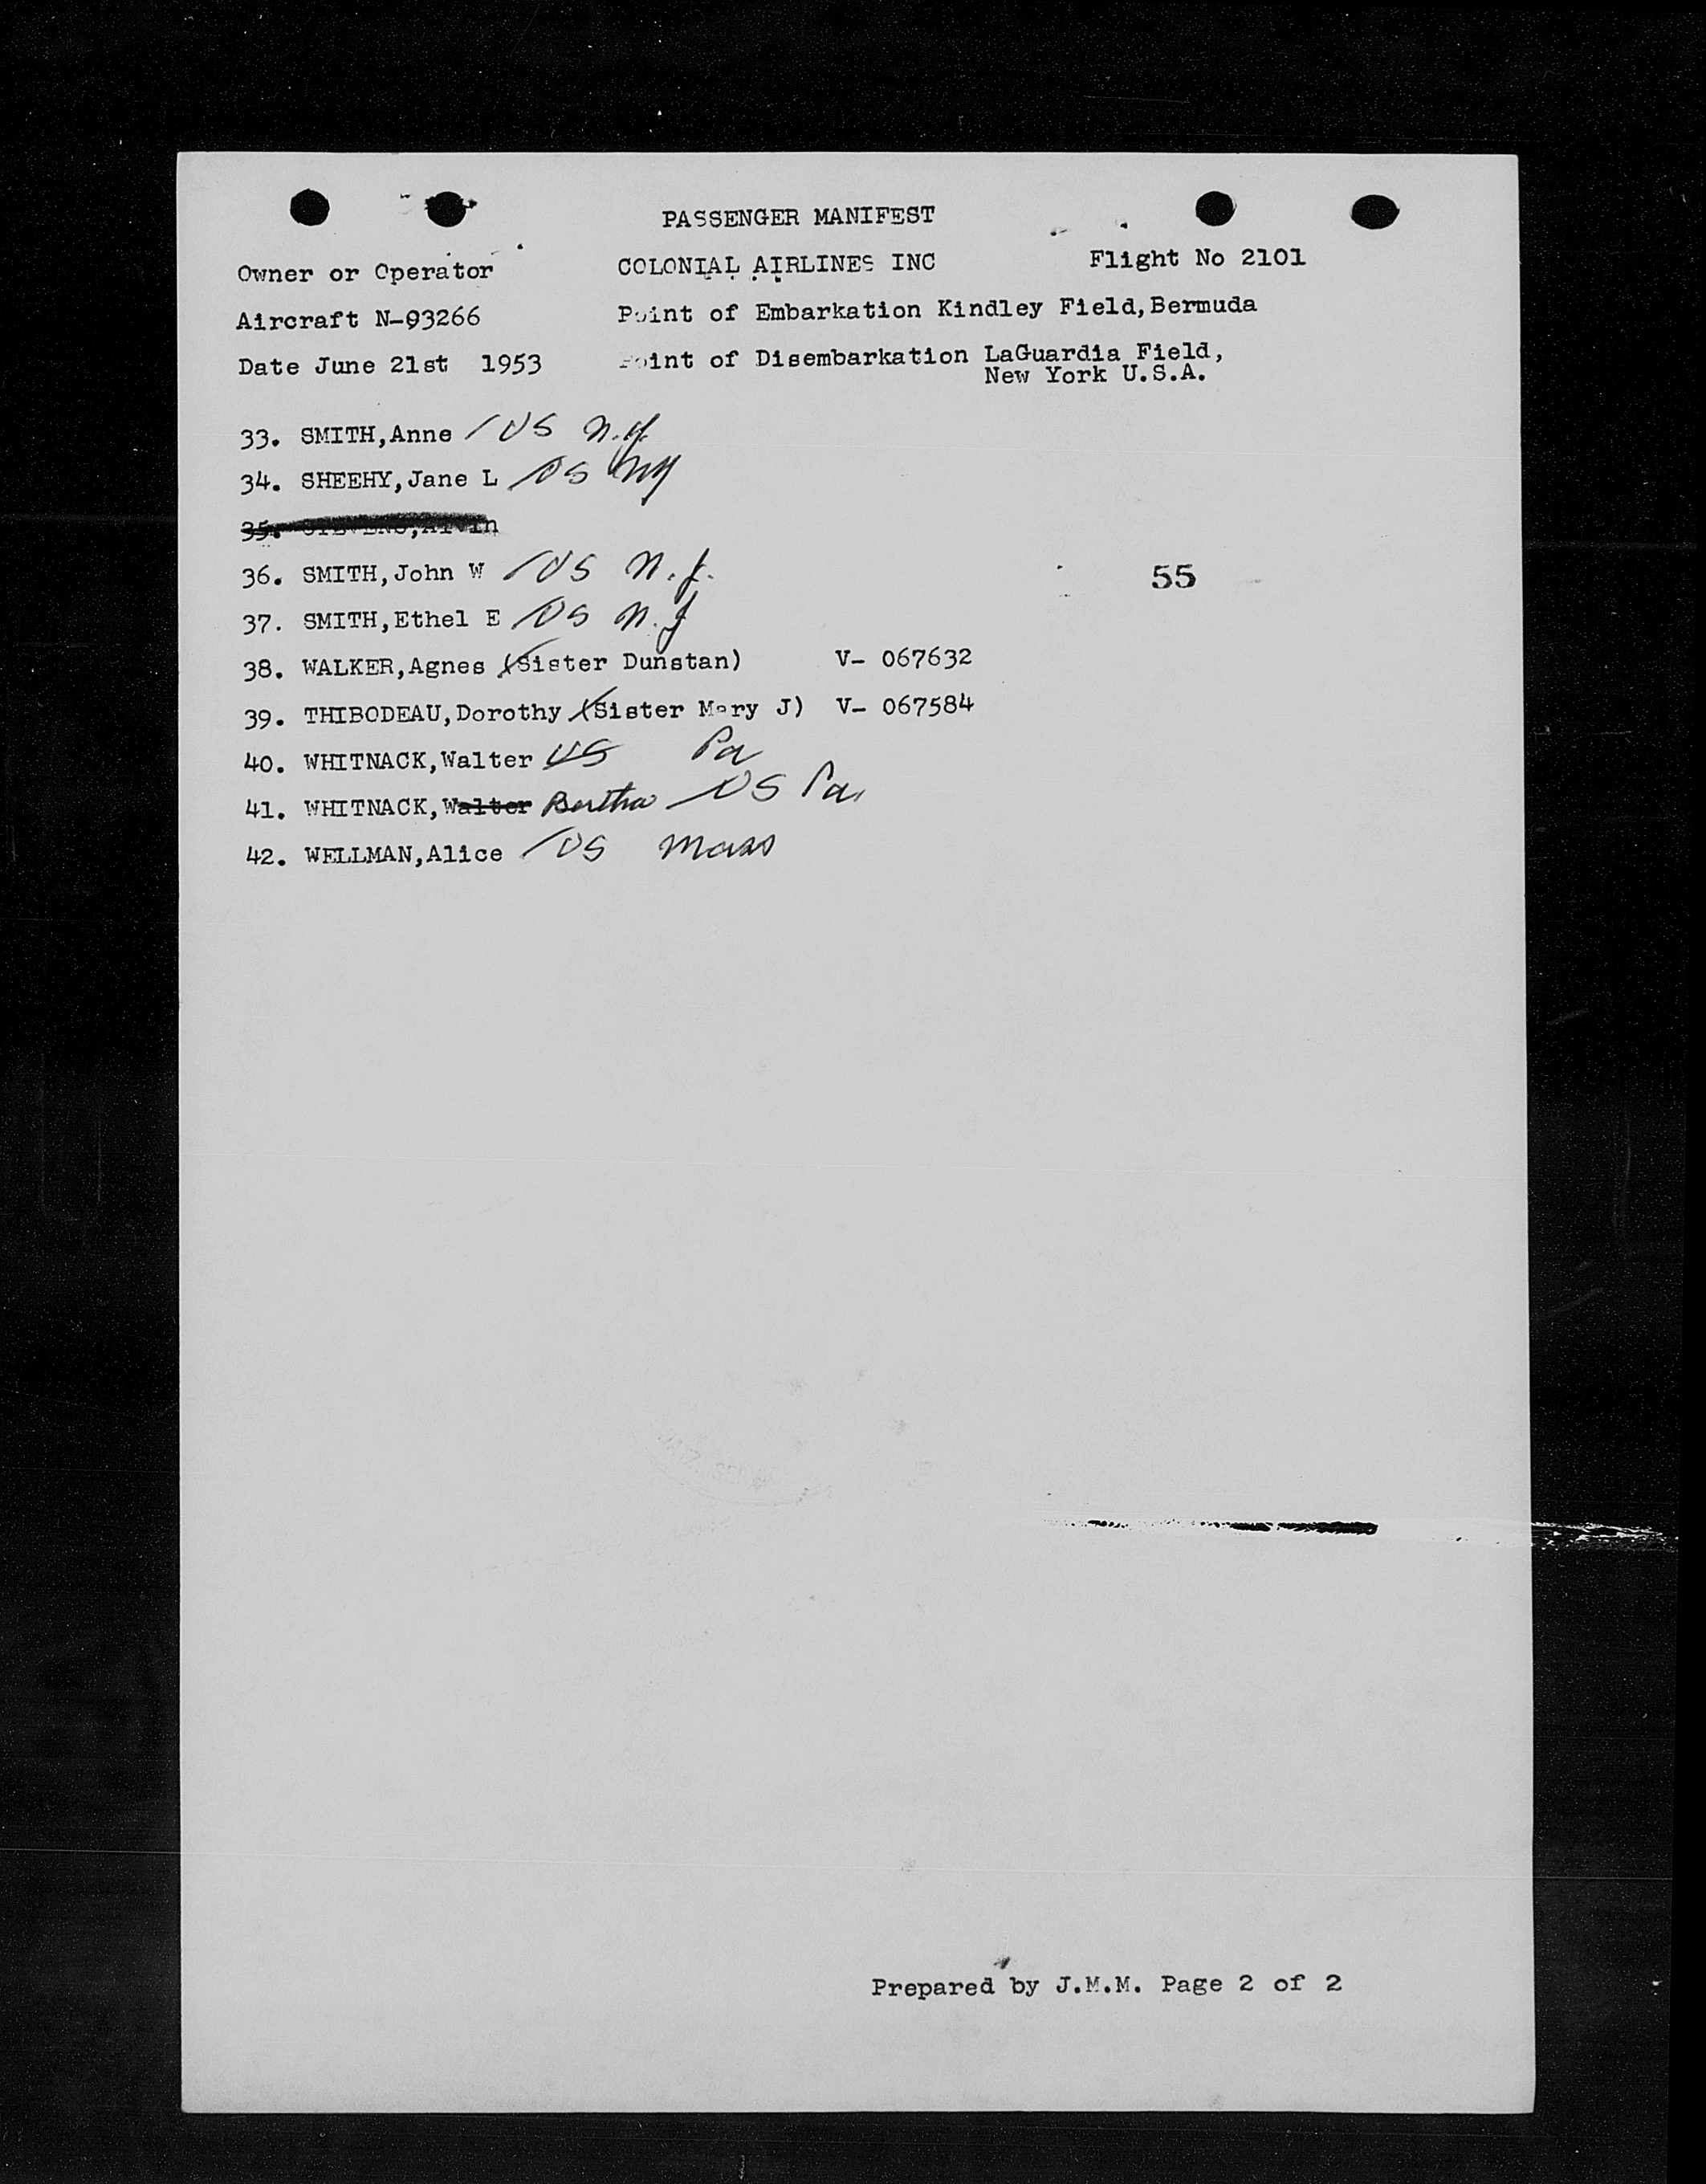 PASSENGER MANIFEST
Owner or Operator COLONIAL AIRLINES INC Flight No 2101
Aircraft N-93266 Point of Embarkation Kindley Field,Bermuda
Date June 21st 1953 Point of Disembarkation LaGuardia Field,
New York U.S.A.
33. SMITH,Anne US N.Y.
34. SHEEHY,Jane L US NY
35. STEVENS,Alvin
36. SMITH,John W US N.J.
55
37. SMITH,Ethel E US N.J
38. WALKER,Agnes (Sister Dunstan) V- 067632
39. THIBODEAU,Dorothy (Sister Mary J) V- 067584
40. WHITNACK,Walter US Pa
41. WHITNACK,Walter Bertha US Pa.
42. WELLMAN,Alice US Mass
Prepared by J.M.M. Page 2 of 2